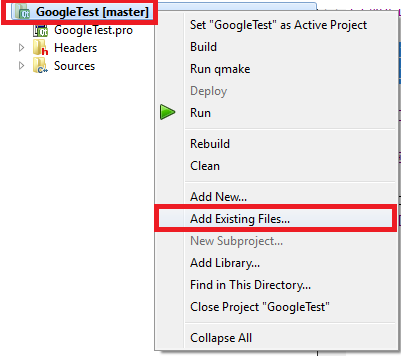 GoogleTest [master]
GoogleTest.pro
Headers
Sources
Set "GoogleTest" as Active Project
Build
Run qmake
Deploy
Run
Rebuild
Clean
Add New...
Add Existing Files...
New Subproject...
Add Library...
Find in This Directory...
Close Project "GoogleTest"
Collapse All